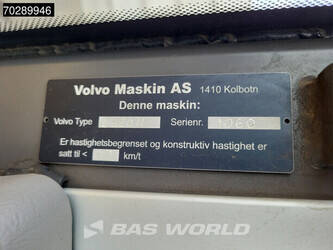 70289946
Volvo Maskin AS 1410 Kolbotn
Denne maskin:
Volvo Type Serienr. 1060
Er hastighetsbegrenset og konstruktiv hastighet er
satt til < km/t
BAS WORLD